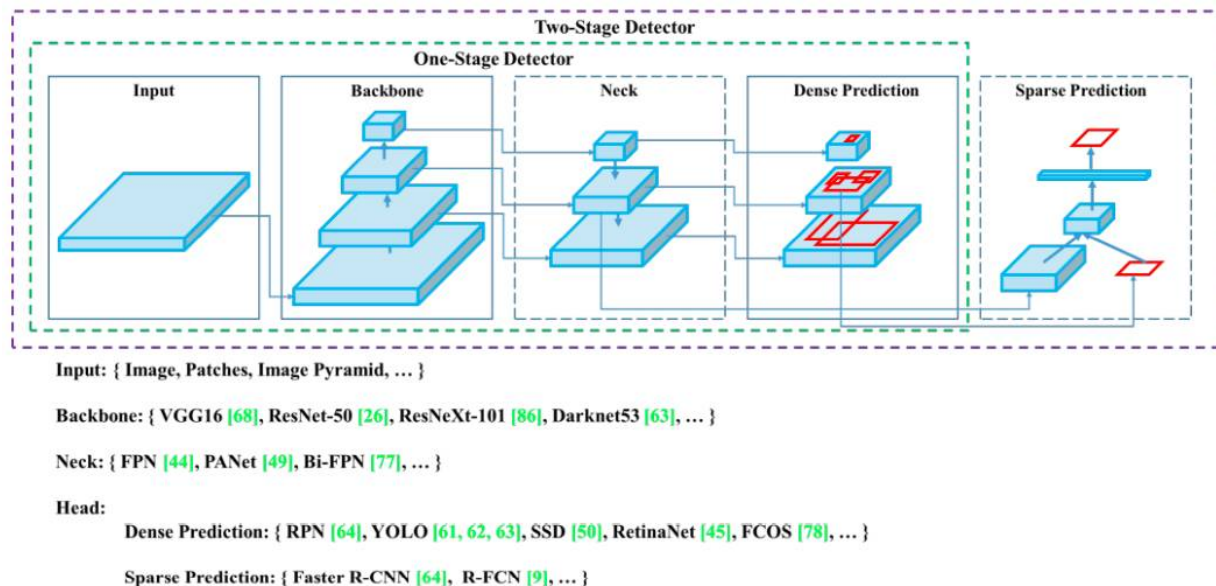 Two-Stage Detector
One-Stage Detector
Input
Backbone
Neck
Dense Prediction
Sparse Prediction
Input: { Image, Patches, Image Pyramid, … }
Backbone: { VGG16 [68], ResNet-50 [26], ResNeXt-101 [86], Darknet53 [63], … }
Neck: { FPN [44], PANet [49], Bi-FPN [77], … }
Head:
Dense Prediction: { RPN [64], YOLO [61, 62, 63], SSD [50], RetinaNet [45], FCOS [78], … }
Sparse Prediction: { Faster R-CNN [64], R-FCN [9], … }